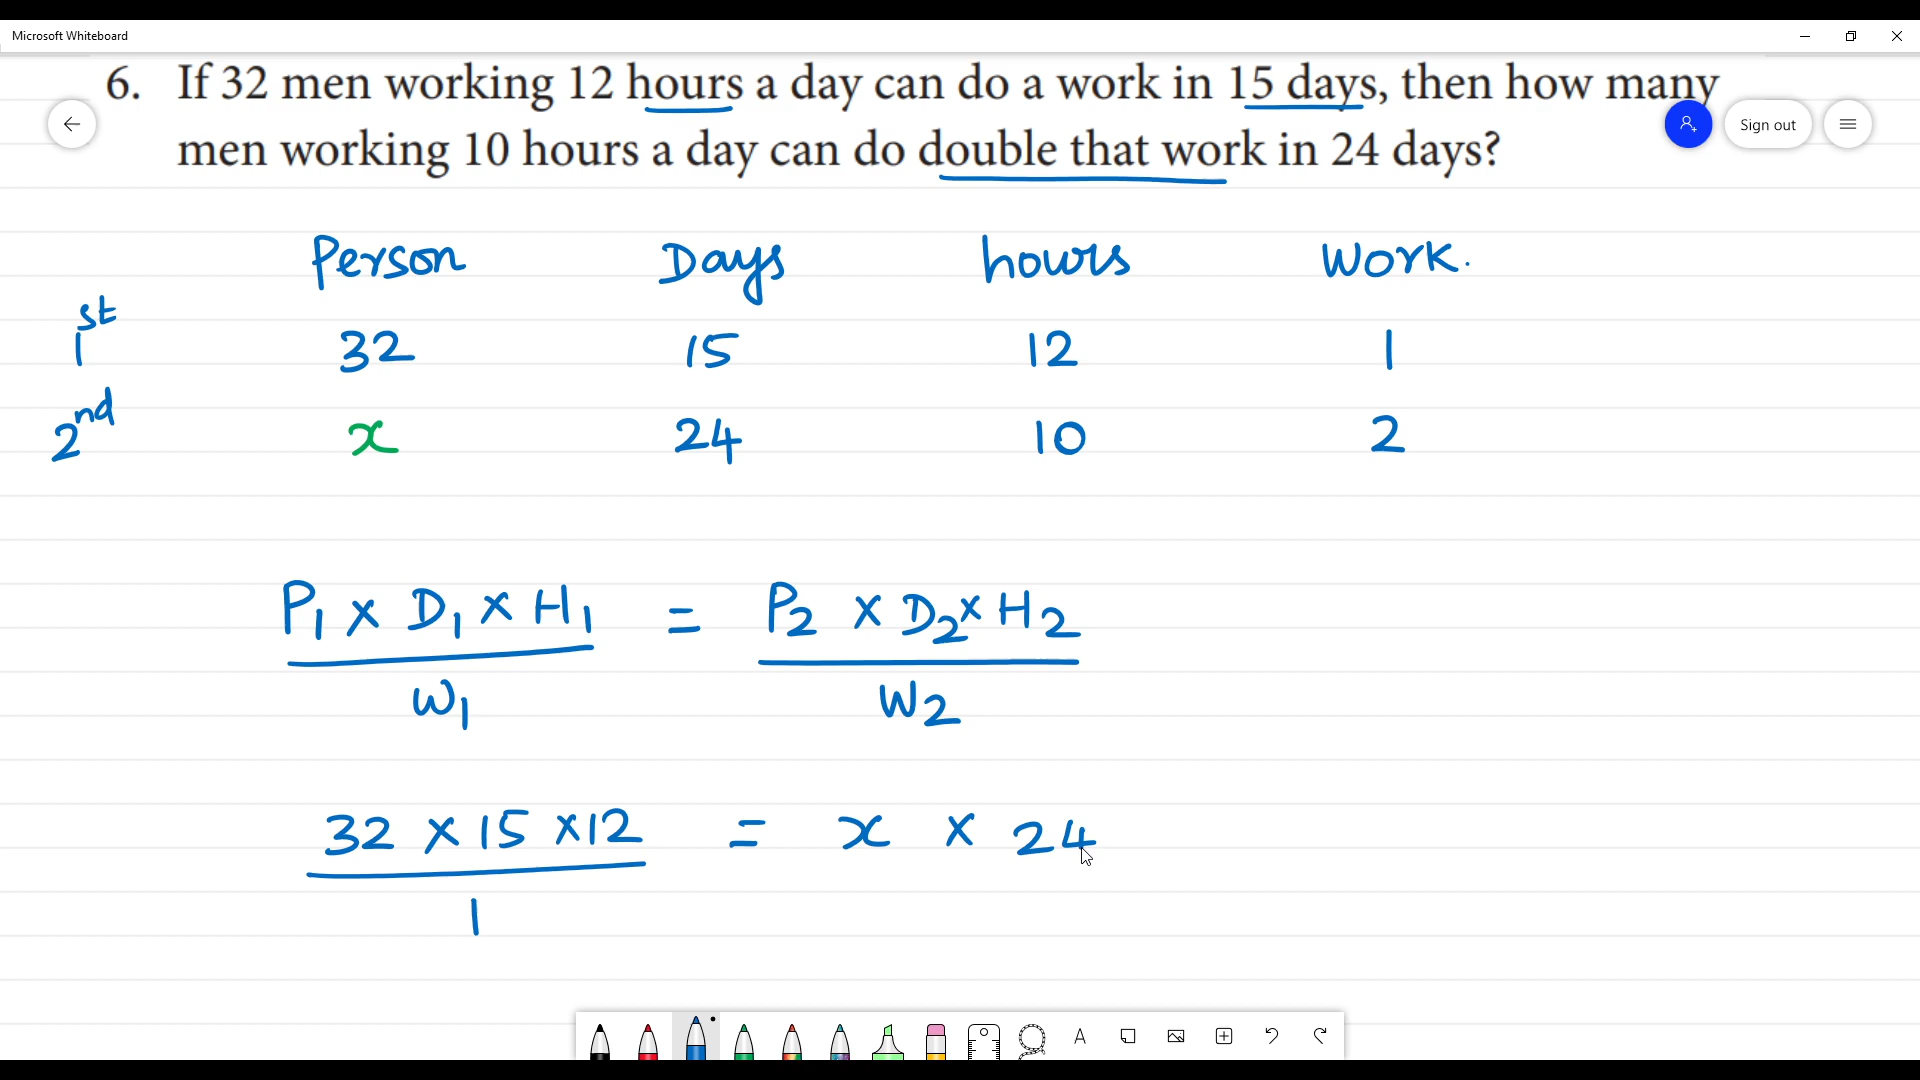 Microsoft Whiteboard
6. If 32 men working 12 hours a day can do a work in 15 days, then how many
men working 10 hours a day can do double that work in 24 days?
Sign out
Person Days hours Work.
1st 32 15 12 1
2nd x 24 10 2
P1 × D1 × H1 = P2 × D2 × H2
W1 W2
32 × 15 × 12 = x × 24
1
A